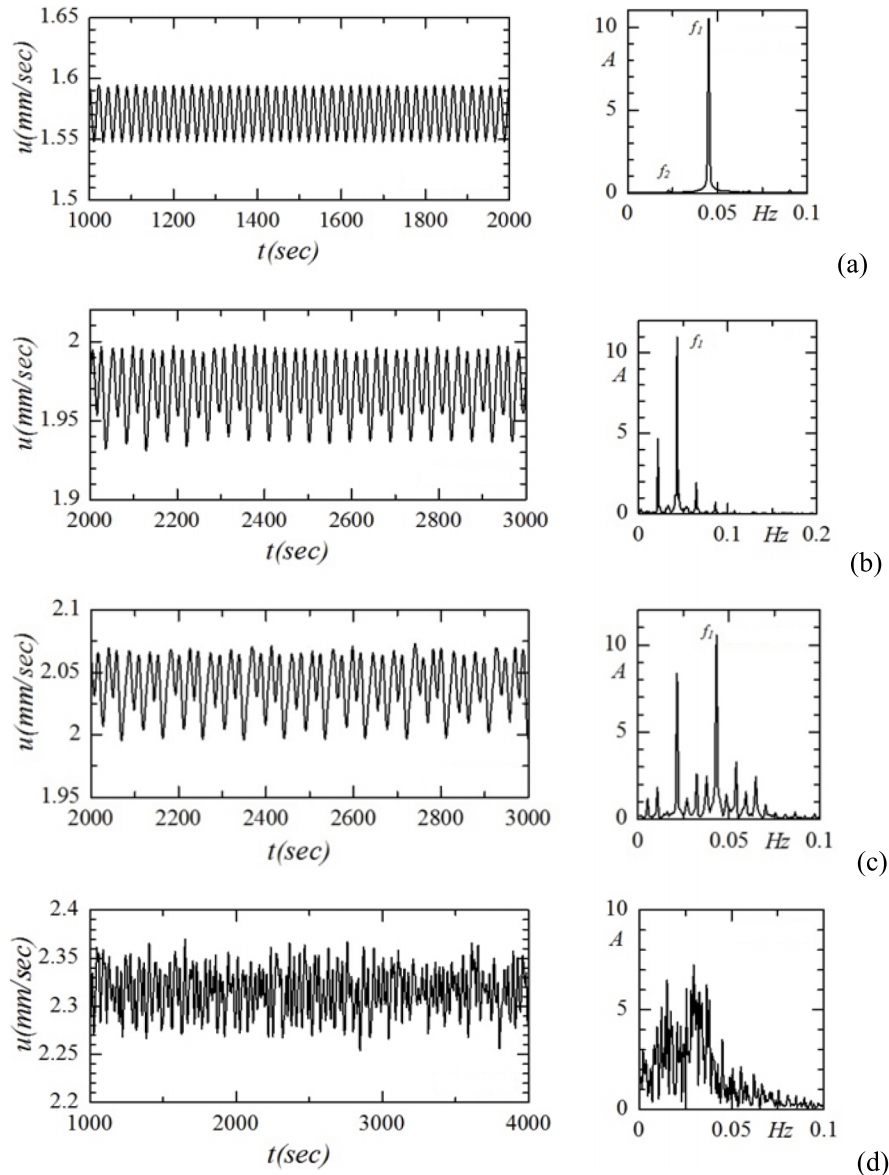 1.65
1.6
1.55
1.5
u(mm/sec)
1000 1200 1400 1600 1800 2000
t(sec)
10
A
5
0
f1
f2
0 0.05 Hz 0.1
(a)
2
1.95
1.9
u(mm/sec)
2000 2200 2400 2600 2800 3000
t(sec)
10
A
5
0
f1
0 0.1 Hz 0.2
(b)
2.1
2.05
2
1.95
u(mm/sec)
2000 2200 2400 2600 2800 3000
t(sec)
10
A
5
0
f1
0 0.05 Hz 0.1
(c)
2.4
2.35
2.3
2.25
2.2
u(mm/sec)
1000 2000 3000 4000
t(sec)
10
A
5
0
0 0.05 Hz 0.1
(d)